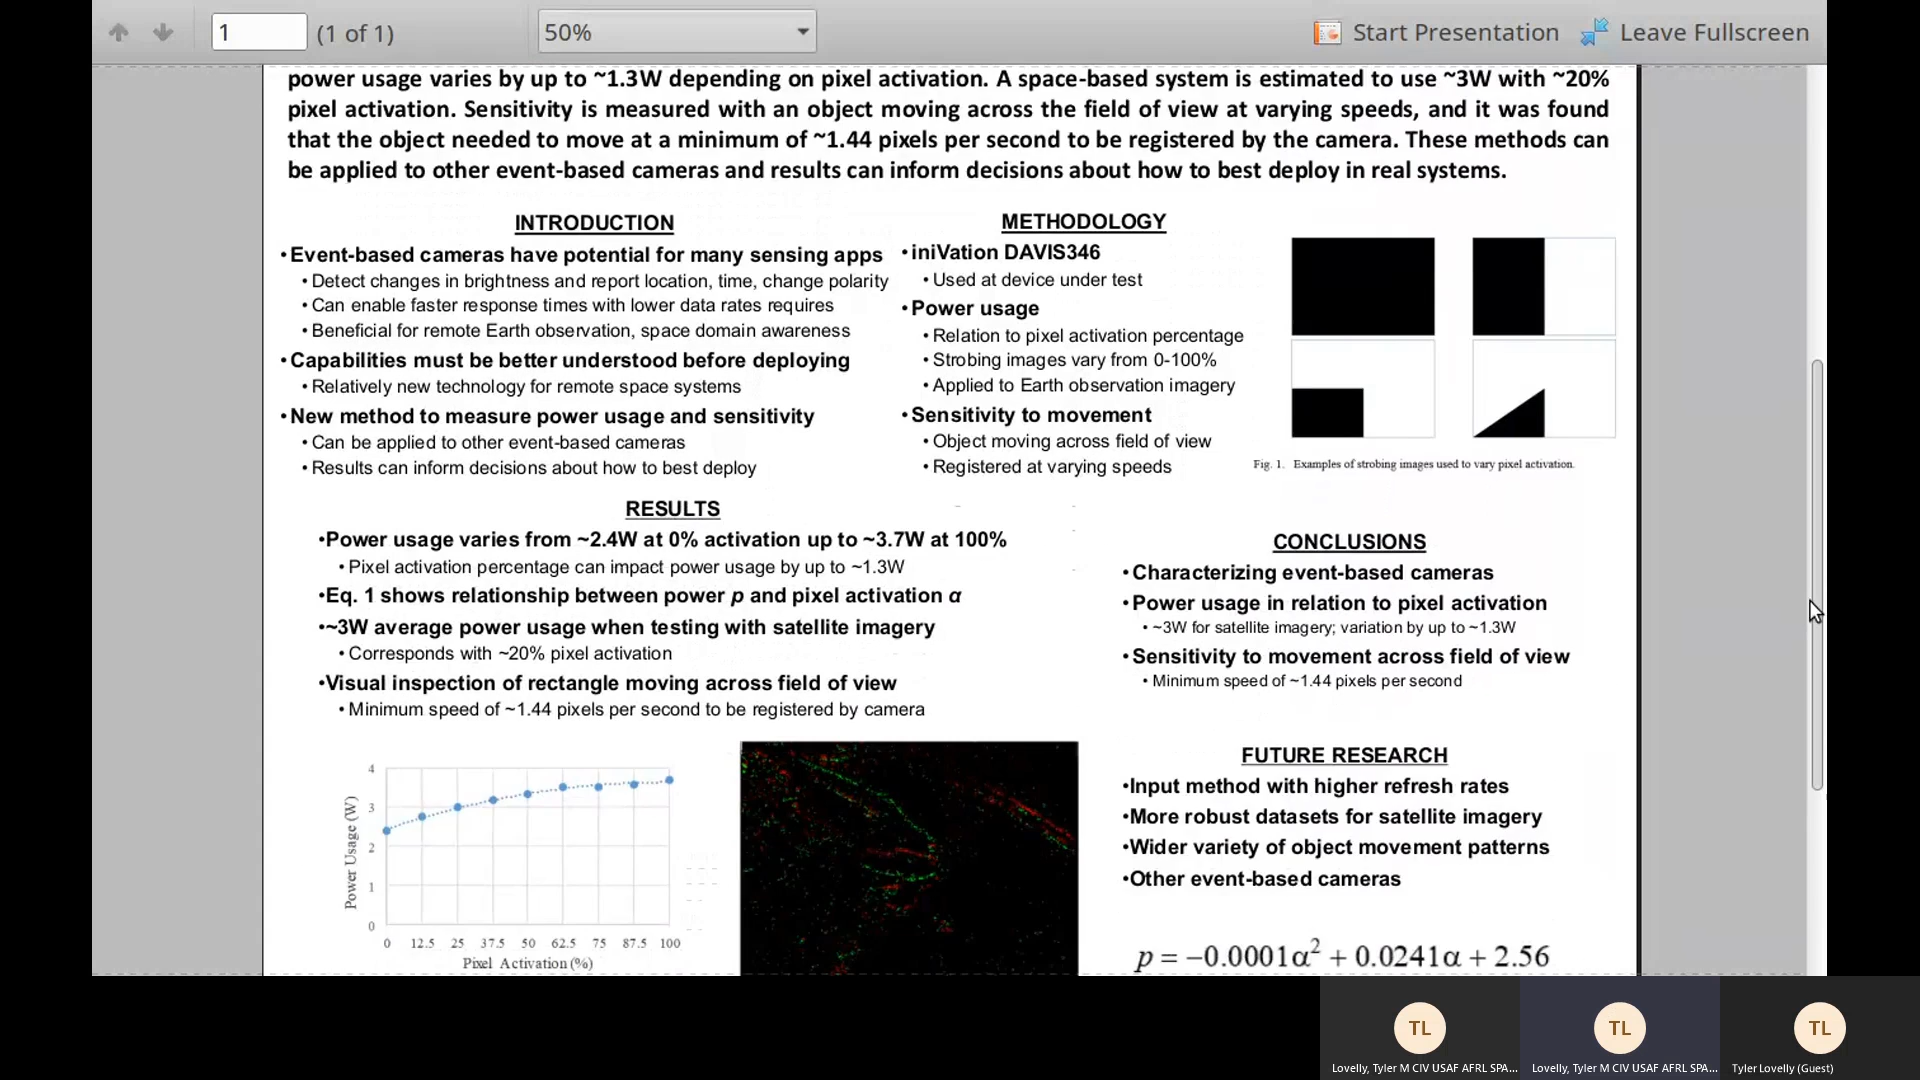 1 (1 of 1) 50% Start Presentation Leave Fullscreen
power usage varies by up to ~1.3W depending on pixel activation. A space-based system is estimated to use ~3W with ~20%
pixel activation. Sensitivity is measured with an object moving across the field of view at varying speeds, and it was found
that the object needed to move at a minimum of ~1.44 pixels per second to be registered by the camera. These methods can
be applied to other event-based cameras and results can inform decisions about how to best deploy in real systems.
INTRODUCTION
•Event-based cameras have potential for many sensing apps
•Detect changes in brightness and report location, time, change polarity
•Can enable faster response times with lower data rates requires
•Beneficial for remote Earth observation, space domain awareness
•Capabilities must be better understood before deploying
•Relatively new technology for remote space systems
•New method to measure power usage and sensitivity
•Can be applied to other event-based cameras
•Results can inform decisions about how to best deploy
METHODOLOGY
•iniVation DAVIS346
•Used at device under test
•Power usage
•Relation to pixel activation percentage
•Strobing images vary from 0-100%
•Applied to Earth observation imagery
•Sensitivity to movement
•Object moving across field of view
•Registered at varying speeds
Fig. 1. Examples of strobing images used to vary pixel activation.
RESULTS
•Power usage varies from ~2.4W at 0% activation up to ~3.7W at 100%
•Pixel activation percentage can impact power usage by up to ~1.3W
•Eq. 1 shows relationship between power p and pixel activation α
•~3W average power usage when testing with satellite imagery
•Corresponds with ~20% pixel activation
•Visual inspection of rectangle moving across field of view
•Minimum speed of ~1.44 pixels per second to be registered by camera
CONCLUSIONS
•Characterizing event-based cameras
•Power usage in relation to pixel activation
•~3W for satellite imagery; variation by up to ~1.3W
•Sensitivity to movement across field of view
•Minimum speed of ~1.44 pixels per second
4
3
2
1
0
Power Usage (W)
0 12.5 25 37.5 50 62.5 75 87.5 100
Pixel Activation (%)
FUTURE RESEARCH
•Input method with higher refresh rates
•More robust datasets for satellite imagery
•Wider variety of object movement patterns
•Other event-based cameras
p = −0.0001α² + 0.0241α + 2.56
TL TL TL
Lovelly, Tyler M CIV USAF AFRL SPA... Lovelly, Tyler M CIV USAF AFRL SPA... Tyler Lovelly (Guest)